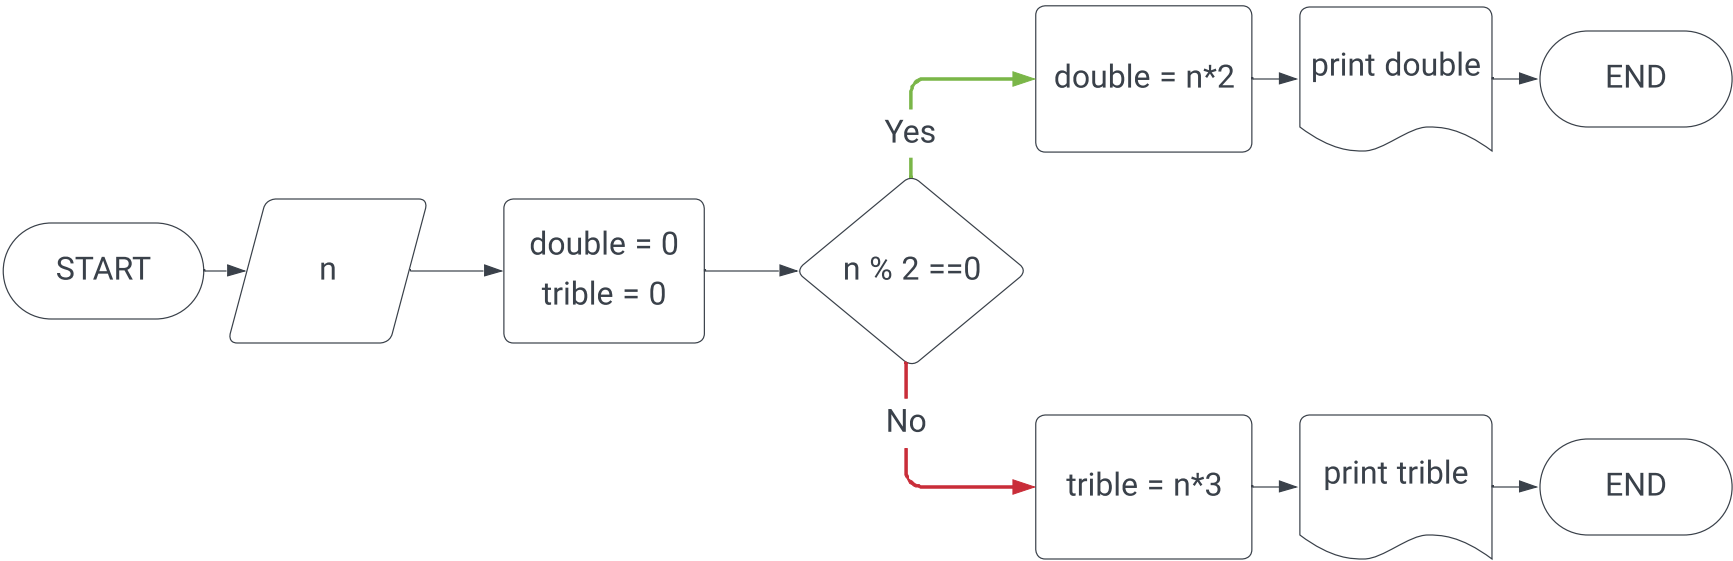 START
n
double = 0
trible = 0
n % 2 ==0
Yes
double = n*2
print double
END
No
trible = n*3
print trible
END